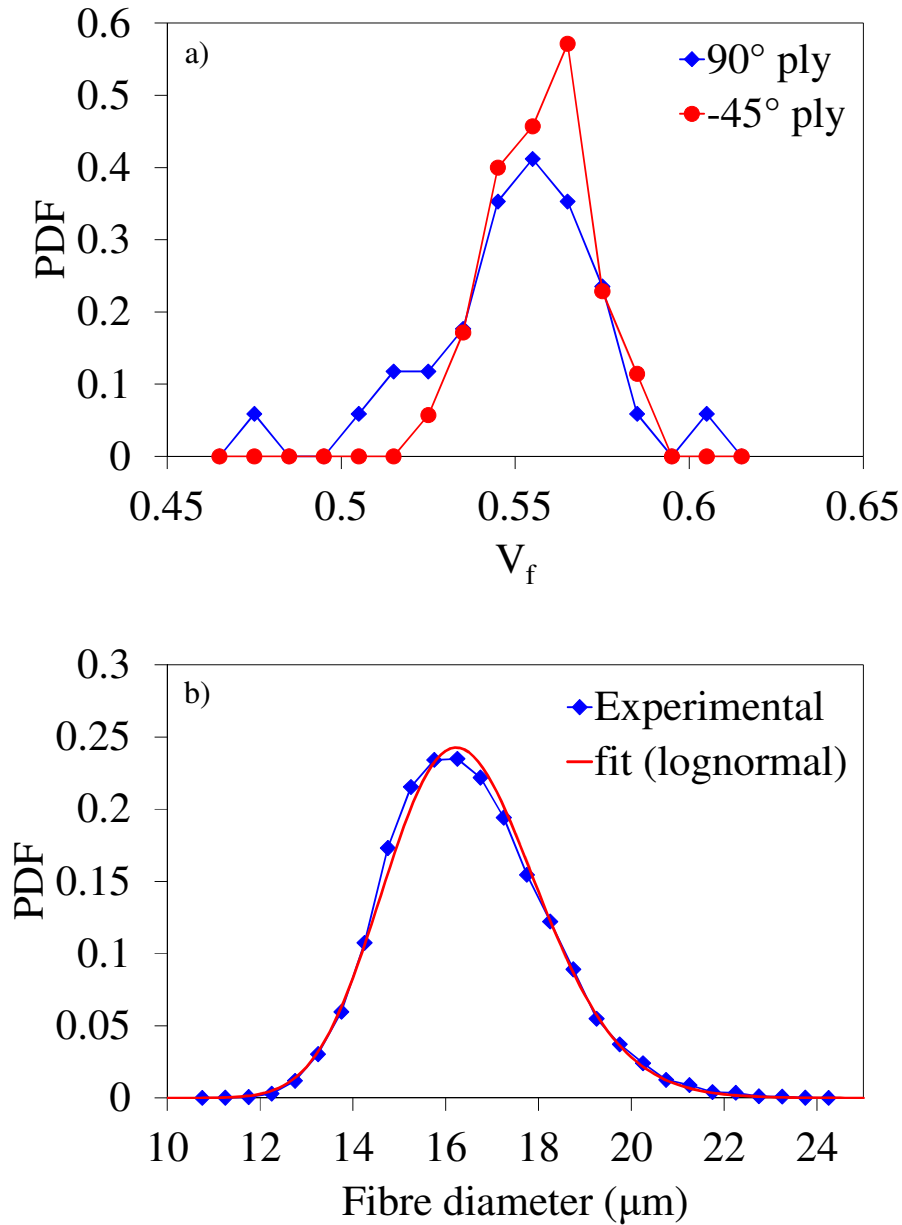 a)
90° ply
-45° ply
0.6
0.5
0.4
0.3
0.2
0.1
0
PDF
0.45 0.5 0.55 0.6 0.65
V_f
b)
Experimental
fit (lognormal)
0.3
0.25
0.2
0.15
0.1
0.05
0
PDF
10 12 14 16 18 20 22 24
Fibre diameter (μm)